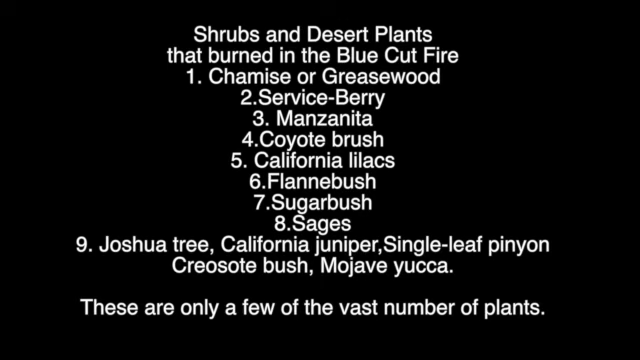 Shrubs and Desert Plants
that burned in the Blue Cut Fire
1. Chamise or Greasewood
2.Service-Berry
3. Manzanita
4.Coyote brush
5. California lilacs
6.Flannebush
7.Sugarbush
8.Sages
9. Joshua tree, California juniper,Single-leaf pinyon
Creosote bush, Mojave yucca.
These are only a few of the vast number of plants.